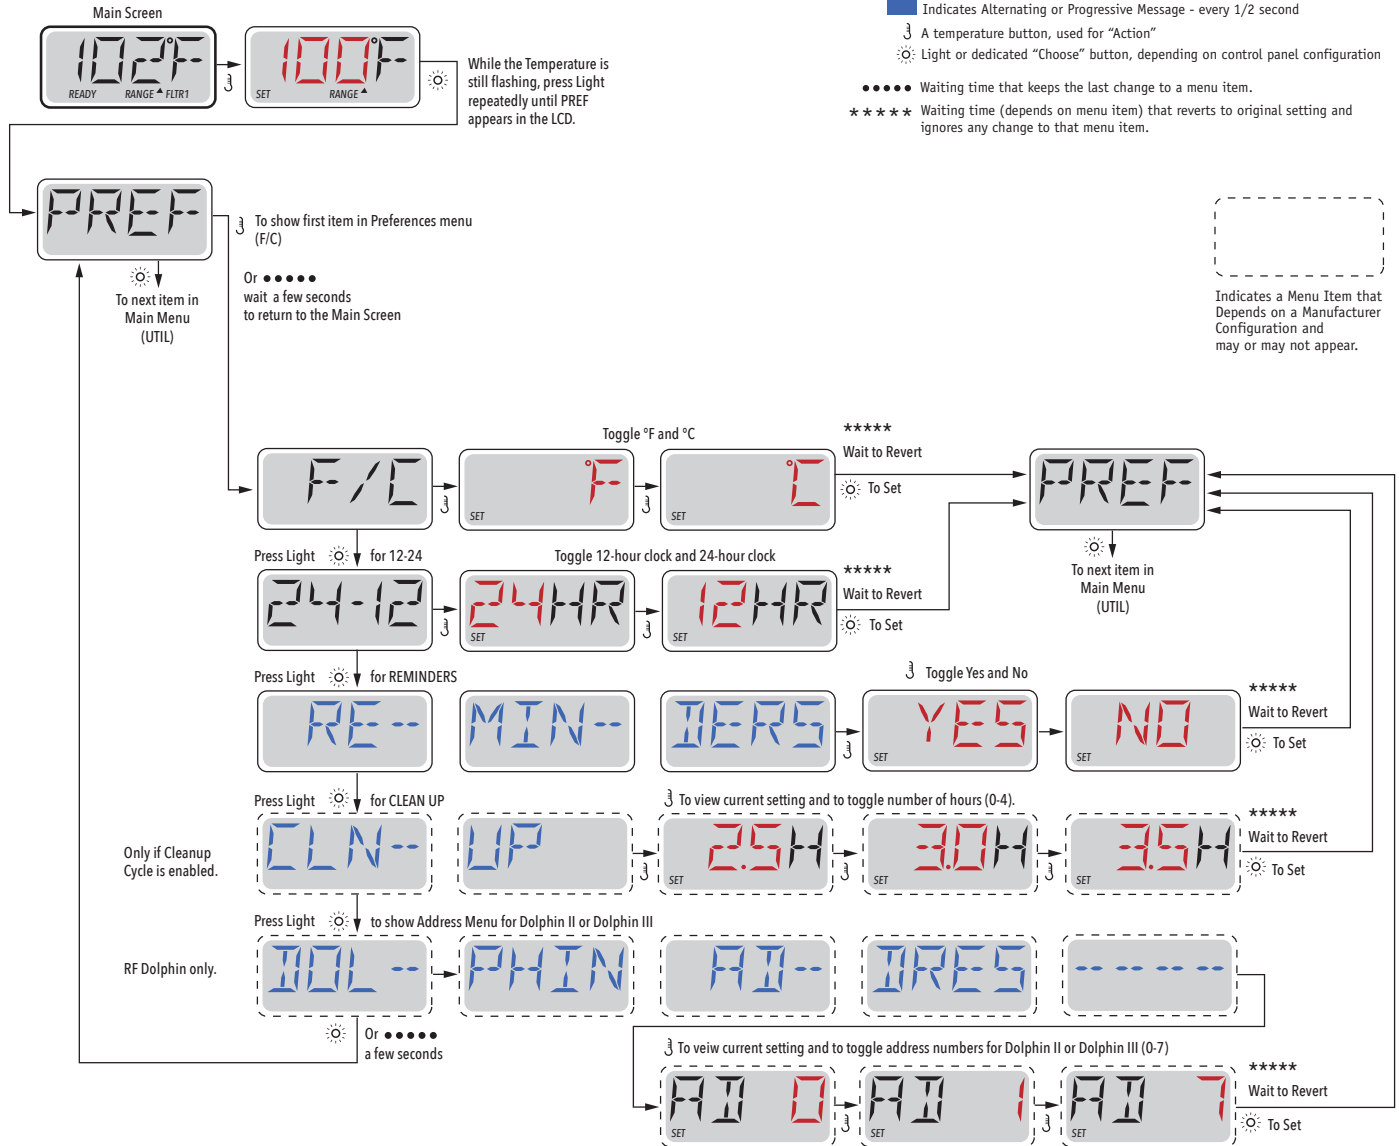 Main Screen
102°F
READY RANGE FLTR1
100°F
SET RANGE
While the Temperature is
still flashing, press Light
repeatedly until PREF
appears in the LCD.
Indicates Alternating or Progressive Message - every 1/2 second
A temperature button, used for “Action”
Light or dedicated “Choose” button, depending on control panel configuration
●●●●● Waiting time that keeps the last change to a menu item.
***** Waiting time (depends on menu item) that reverts to original setting and
ignores any change to that menu item.
PREF
To show first item in Preferences menu
(F/C)
Or ●●●●●
wait a few seconds
to return to the Main Screen
To next item in
Main Menu
(UTIL)
Indicates a Menu Item that
Depends on a Manufacturer
Configuration and
may or may not appear.
Toggle ºF and ºC
F/C
°F
SET
°C
SET
*****
Wait to Revert
To Set
PREF
To next item in
Main Menu
(UTIL)
Press Light for 12-24
Toggle 12-hour clock and 24-hour clock
24-12
24HR
SET
12HR
SET
*****
Wait to Revert
To Set
Press Light for REMINDERS
Toggle Yes and No
RE--
MIN--
DERS
YES
SET
NO
SET
*****
Wait to Revert
To Set
Press Light for CLEAN UP
To view current setting and to toggle number of hours (0-4).
Only if Cleanup
Cycle is enabled.
CLN--
UP
2.5H
SET
3.0H
SET
3.5H
SET
*****
Wait to Revert
To Set
Press Light to show Address Menu for Dolphin II or Dolphin III
RF Dolphin only.
DOL--
PHIN
AD--
DRES
-- -- -- --
Or ●●●●●
a few seconds
To veiw current setting and to toggle address numbers for Dolphin II or Dolphin III (0-7)
AD 0
SET
AD 1
AD 7
SET
*****
Wait to Revert
To Set